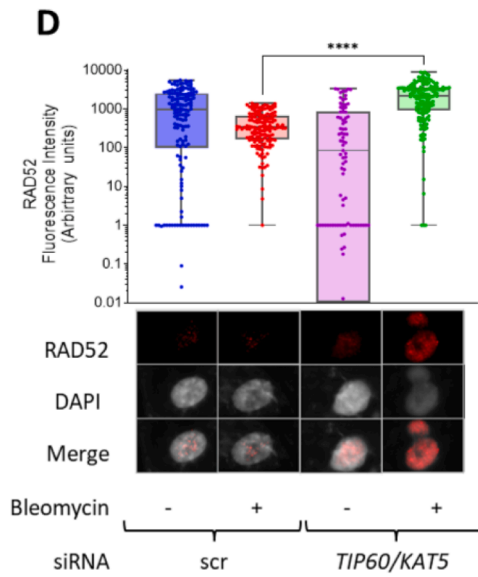 D
****
RAD52
Fluorescence Intensity
(Arbirtrary units)
10000
1000
100
10
1
0.1
0.01
RAD52
DAPI
Merge
Bleomycin - + - +
siRNA scr TIP60/KAT5